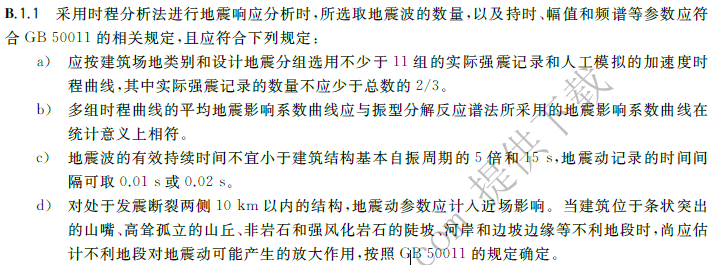 B.1.1 采用时程分析法进行地震响应分析时,所选取地震波的数量,以及持时、幅值和频谱等参数应符
合 GB 50011 的相关规定,且应符合下列规定:
a) 应按建筑场地类别和设计地震分组选用不少于 11 组的实际强震记录和人工模拟的加速度时
程曲线,其中实际强震记录的数量不应少于总数的 2/3。
b) 多组时程曲线的平均地震影响系数曲线应与振型分解反应谱法所采用的地震影响系数曲线在
统计意义上相符。
c) 地震波的有效持续时间不宜小于建筑结构基本自振周期的 5 倍和 15 s,地震动记录的时间间
隔可取 0.01 s 或 0.02 s。
d) 对处于发震断裂两侧 10 km 以内的结构,地震动参数应计入近场影响。当建筑位于条状突出
的山嘴、高耸孤立的山丘、非岩石和强风化岩石的陡坡、河岸和边坡边缘等不利地段时,尚应估
计不利地段对地震动可能产生的放大作用,按照 GB 50011 的规定确定。
.com 提供下载